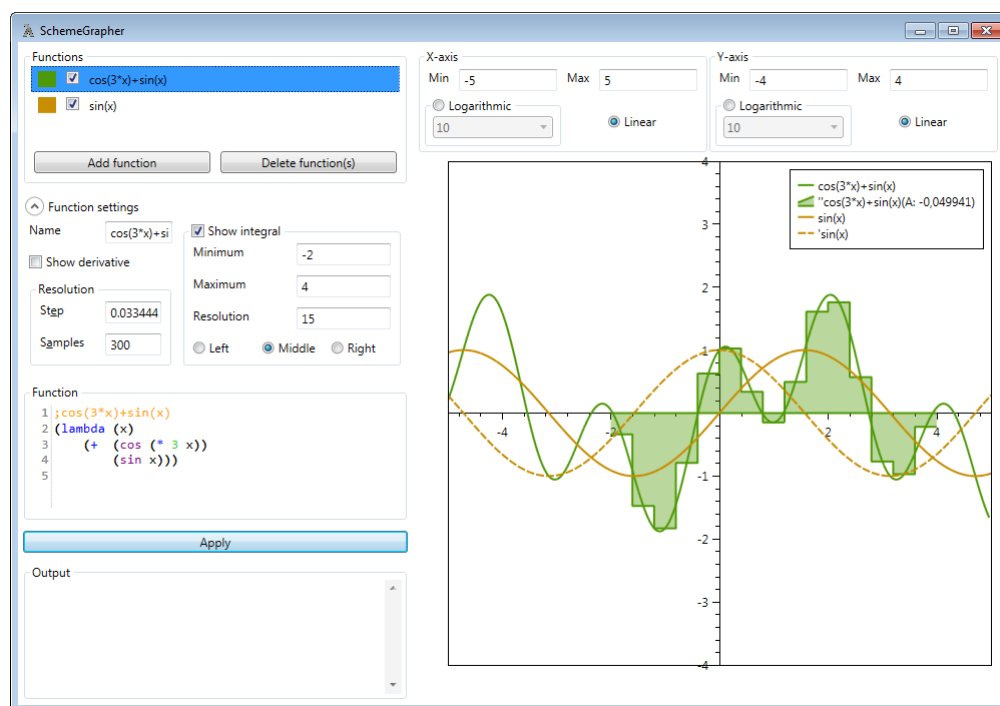 SchemeGrapher
Functions
cos(3*x)+sin(x)
sin(x)
Add function
Delete function(s)
Function settings
Name
cos(3*x)+si
Show derivative
Resolution
Step
0.033444
Samples
300
Show integral
Minimum
-2
Maximum
4
Resolution
15
Left
Middle
Right
Function
1 ;cos(3*x)+sin(x)
2 (lambda (x)
3 (+ (cos (* 3 x))
4 (sin x)))
5
Apply
Output
X-axis
Min
-5
Max
5
Logarithmic
10
Linear
Y-axis
Min
-4
Max
4
Logarithmic
10
Linear
cos(3*x)+sin(x)
''cos(3*x)+sin(x)(A: -0,049941)
sin(x)
'sin(x)
4
3
2
1
0
-1
-2
-3
-4
-4
-2
0
2
4